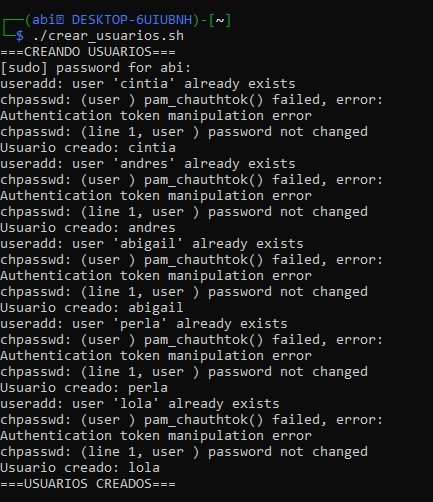 ┌──(abi㉿ DESKTOP-6UIUBNH)-[~]
└─$ ./crear_usuarios.sh
===CREANDO USUARIOS===
[sudo] password for abi:
useradd: user 'cintia' already exists
chpasswd: (user ) pam_chauthtok() failed, error:
Authentication token manipulation error
chpasswd: (line 1, user ) password not changed
Usuario creado: cintia
useradd: user 'andres' already exists
chpasswd: (user ) pam_chauthtok() failed, error:
Authentication token manipulation error
chpasswd: (line 1, user ) password not changed
Usuario creado: andres
useradd: user 'abigail' already exists
chpasswd: (user ) pam_chauthtok() failed, error:
Authentication token manipulation error
chpasswd: (line 1, user ) password not changed
Usuario creado: abigail
useradd: user 'perla' already exists
chpasswd: (user ) pam_chauthtok() failed, error:
Authentication token manipulation error
chpasswd: (line 1, user ) password not changed
Usuario creado: perla
useradd: user 'lola' already exists
chpasswd: (user ) pam_chauthtok() failed, error:
Authentication token manipulation error
chpasswd: (line 1, user ) password not changed
Usuario creado: lola
===USUARIOS CREADOS===